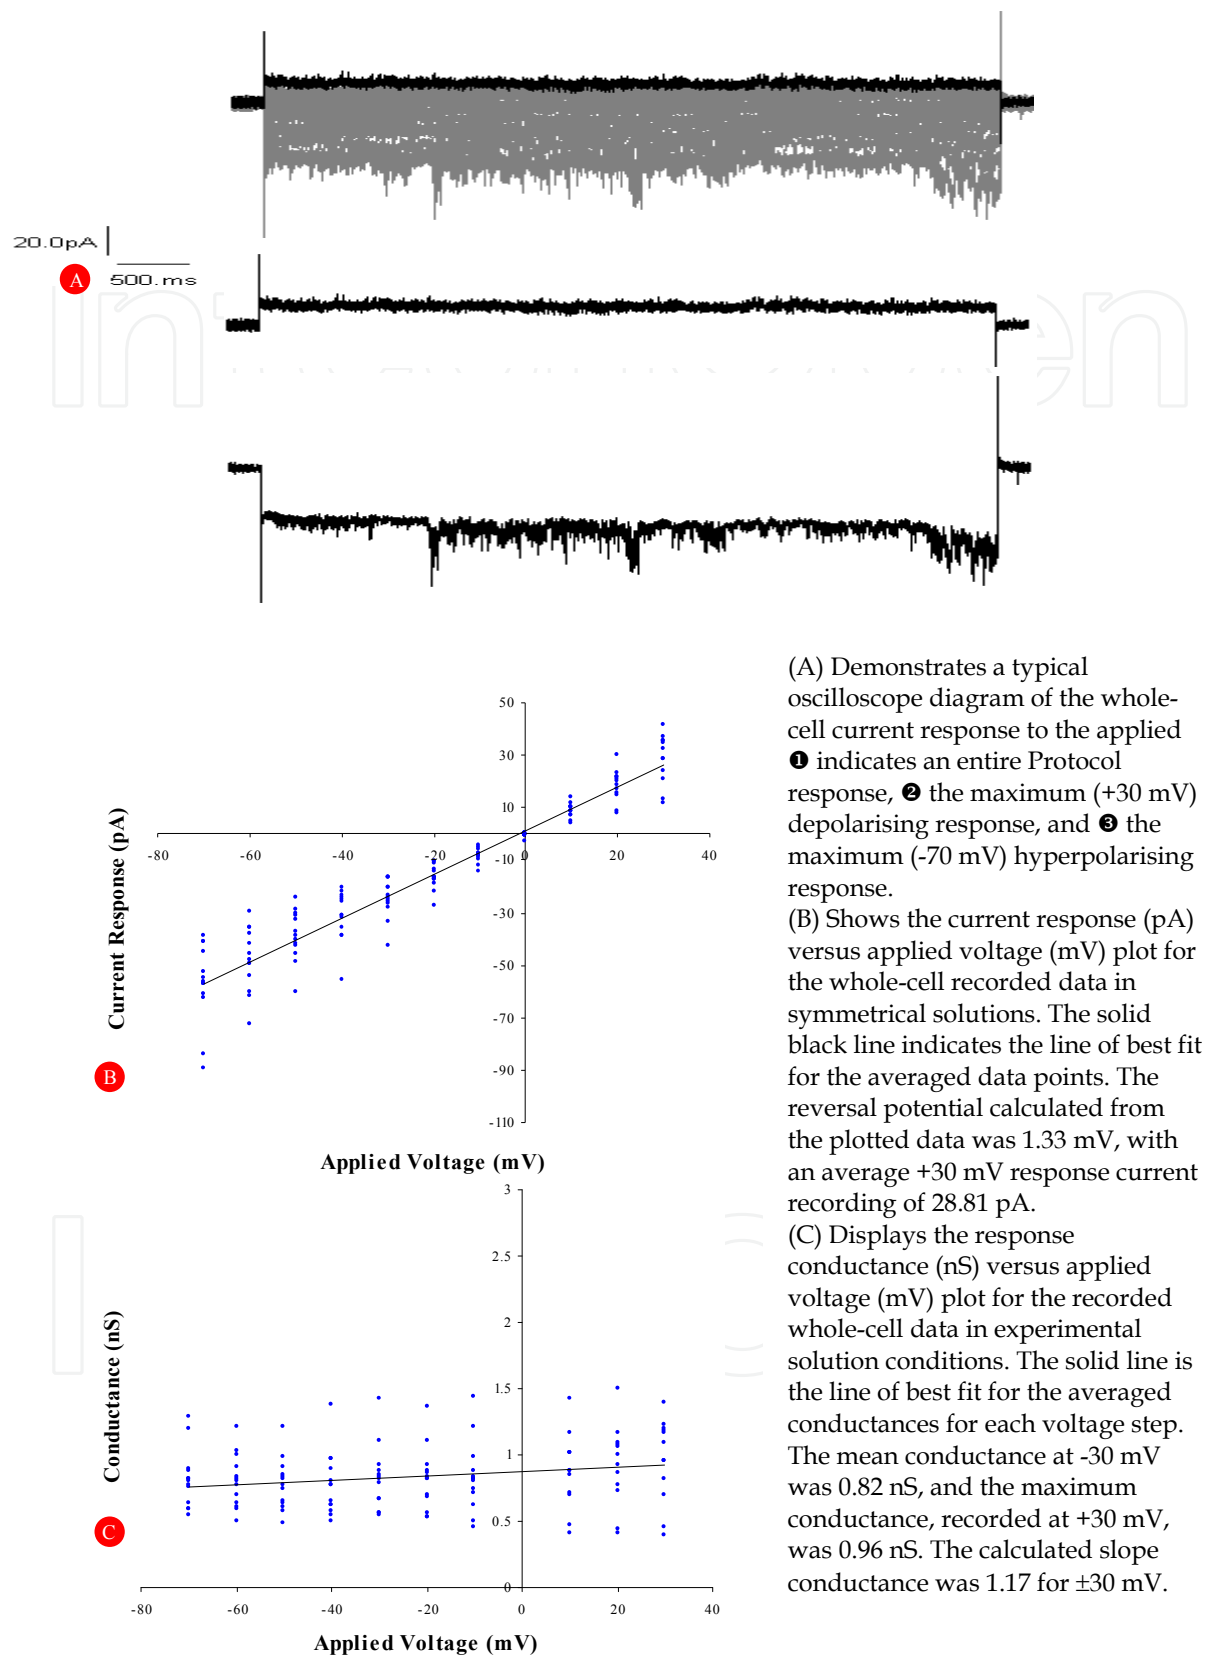 20.0pA
A
500.ms
(A) Demonstrates a typical
oscilloscope diagram of the whole-
cell current response to the applied
❶ indicates an entire Protocol
response, ❷ the maximum (+30 mV)
depolarising response, and ❸ the
maximum (-70 mV) hyperpolarising
response.
(B) Shows the current response (pA)
versus applied voltage (mV) plot for
the whole-cell recorded data in
symmetrical solutions. The solid
black line indicates the line of best fit
for the averaged data points. The
reversal potential calculated from
the plotted data was 1.33 mV, with
an average +30 mV response current
recording of 28.81 pA.
(C) Displays the response
conductance (nS) versus applied
voltage (mV) plot for the recorded
whole-cell data in experimental
solution conditions. The solid line is
the line of best fit for the averaged
conductances for each voltage step.
The mean conductance at -30 mV
was 0.82 nS, and the maximum
conductance, recorded at +30 mV,
was 0.96 nS. The calculated slope
conductance was 1.17 for ±30 mV.
50
30
10
-10
-30
-50
-70
-90
-110
-80 -60 -40 -20 0 20 40
Current Response (pA)
B
Applied Voltage (mV)
3
2.5
2
1.5
1
0.5
0
Conductance (nS)
C
-80 -60 -40 -20 0 20 40
Applied Voltage (mV)